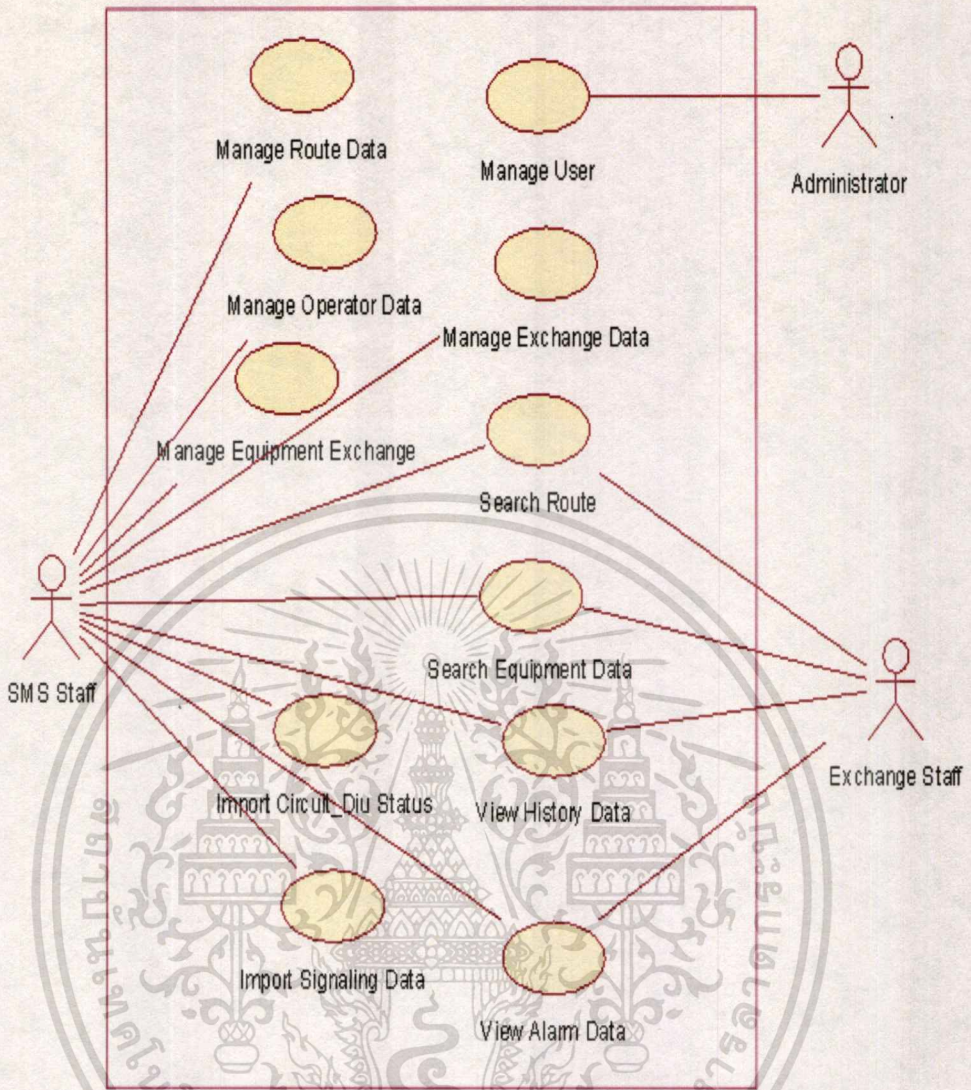 Manage Route Data
Manage User
Administrator
Manage Operator Data
Manage Exchange Data
Manage Equipment Exchange
Search Route
SMS Staff
Search Equipment Data
Exchange Staff
Import Circuit_Diu Status
View History Data
Import Signaling Data
View Alarm Data